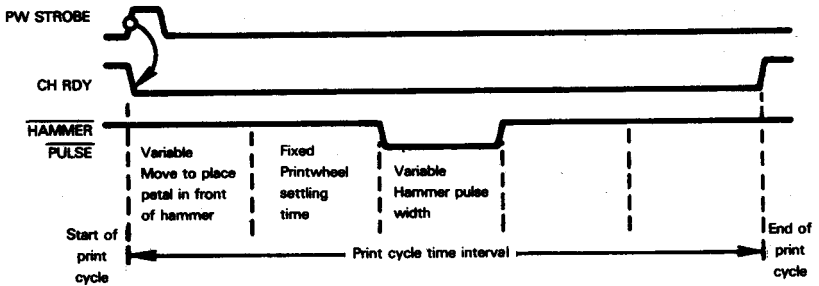 PW STROBE
CH RDY
HAMMER
PULSE
Variable
Move to place
petal in front
of hammer
Fixed
Printwheel
settling
time
Variable
Hammer pulse
width
Start of
print
cycle
Print cycle time interval
End of
print
cycle